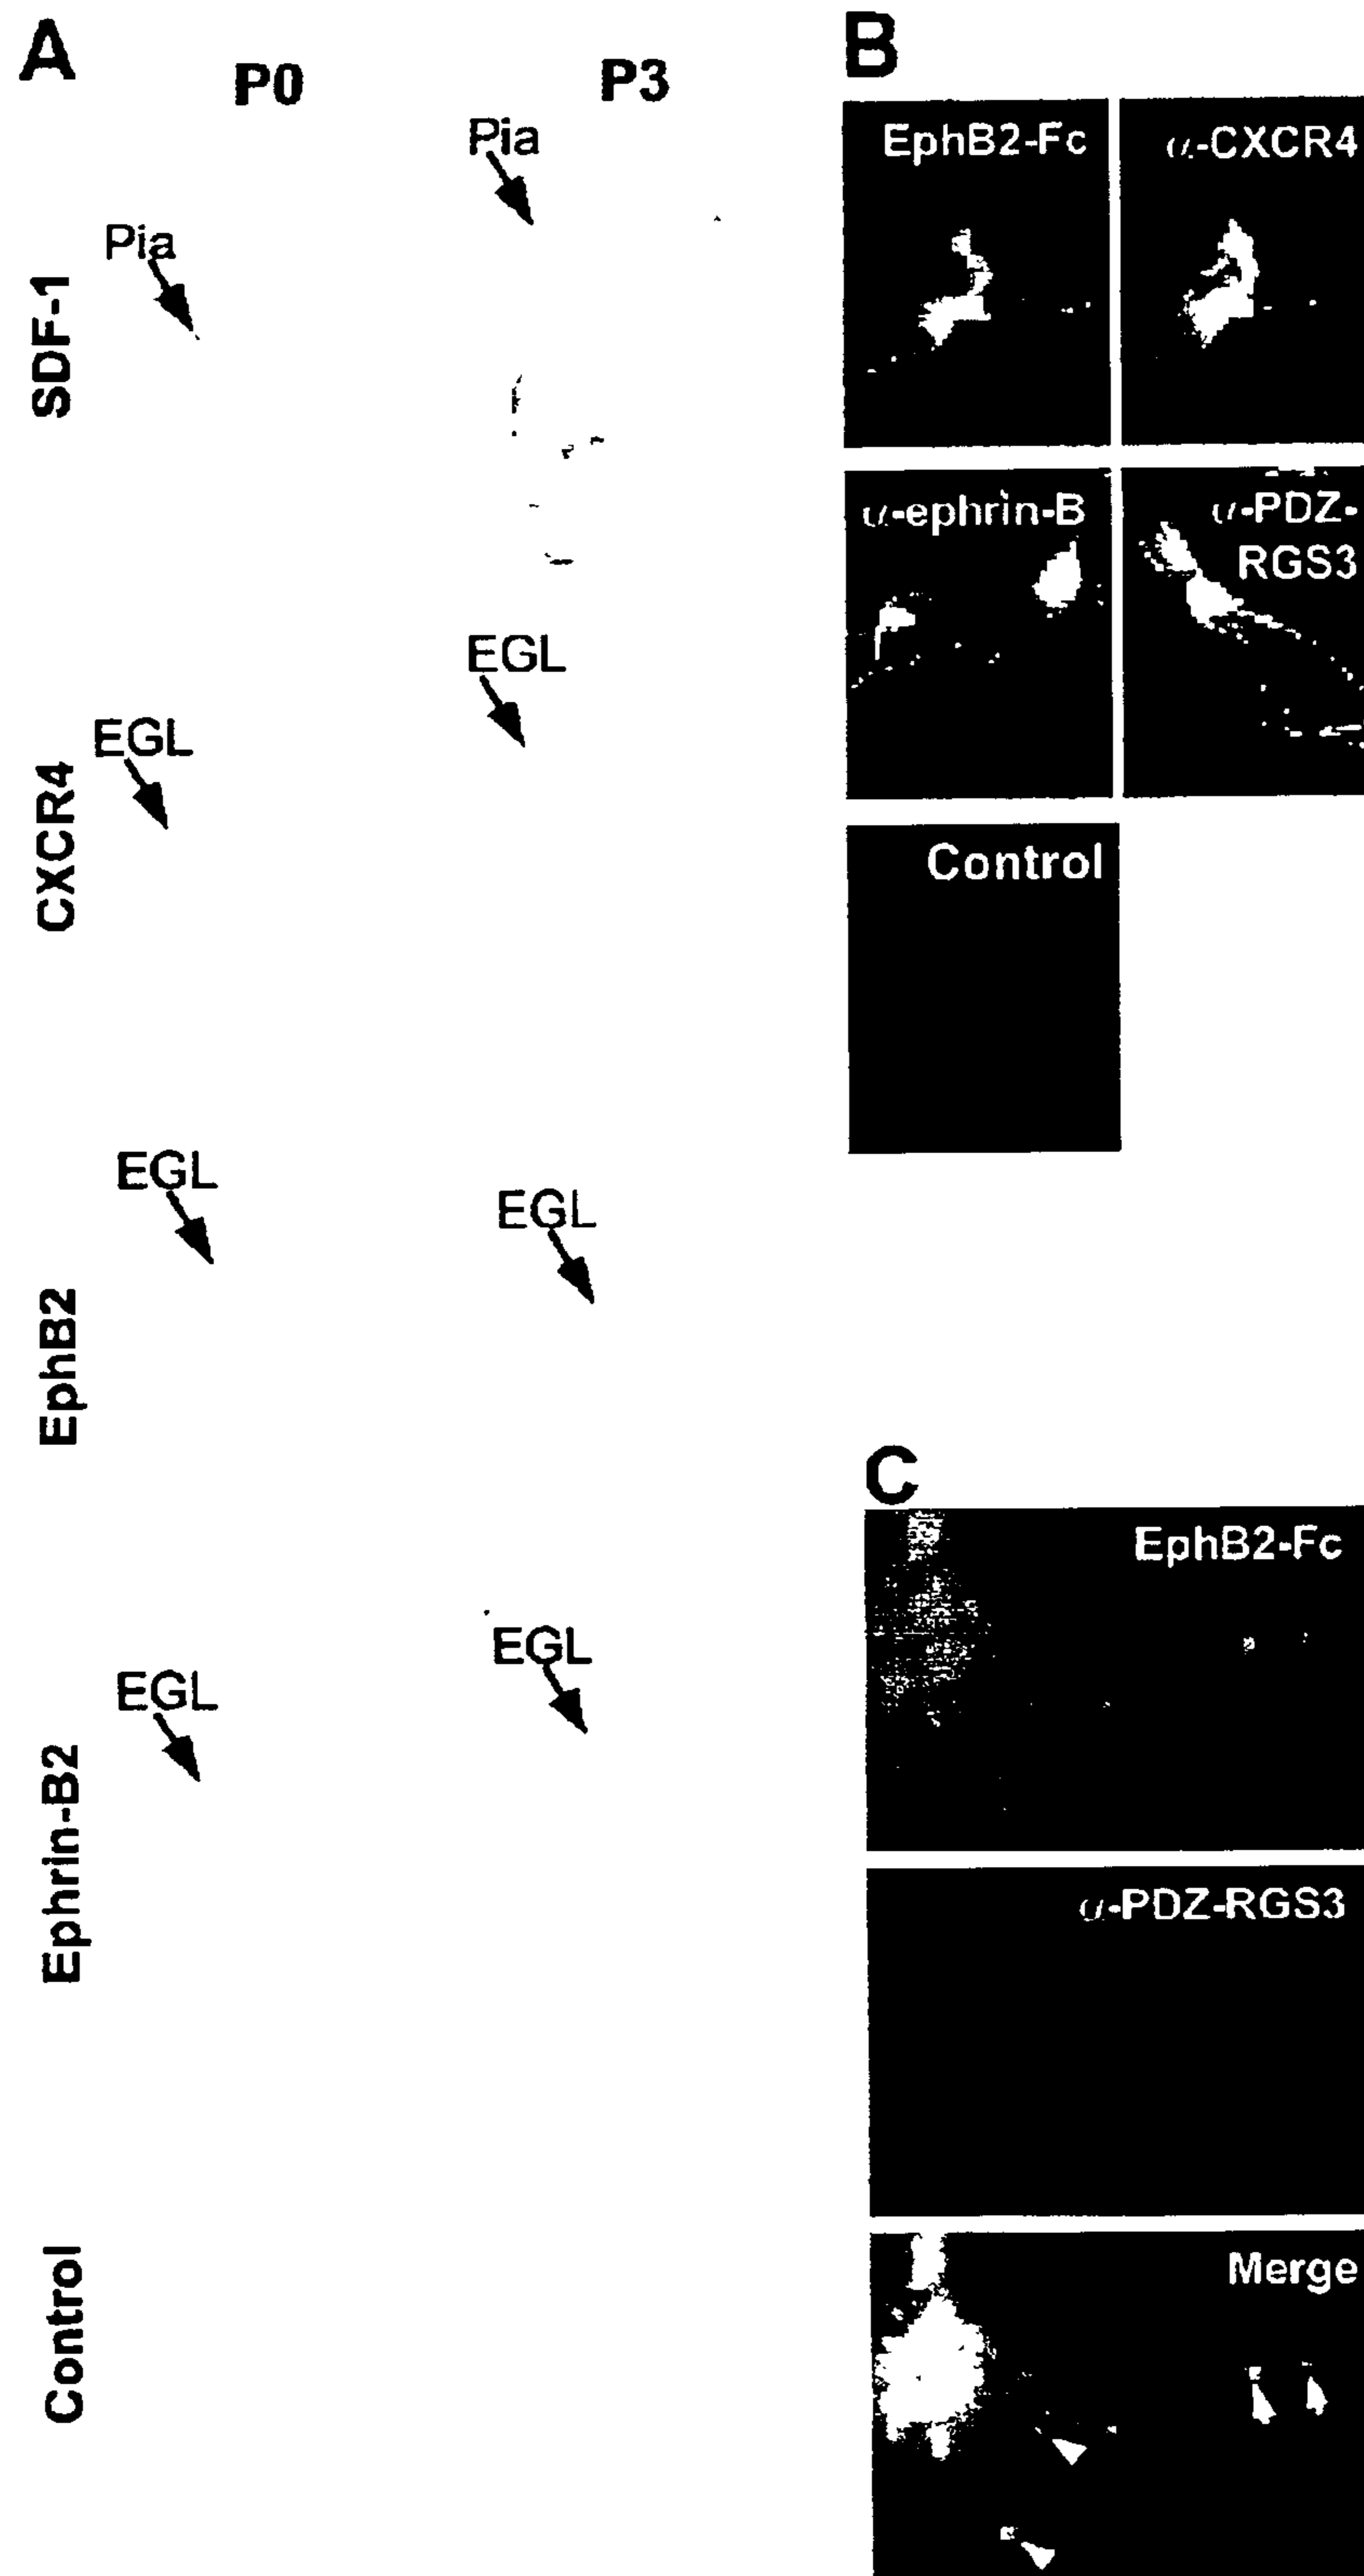 A
P0
P3
Pia
Pia
SDF-1
EGL
EGL
CXCR4
EGL
EGL
EphB2
EGL
EGL
Ephrin-B2
Control
B
EphB2-Fc
α-CXCR4
α-ephrin-B
α-PDZ-
RGS3
Control
C
EphB2-Fc
α-PDZ-RGS3
Merge